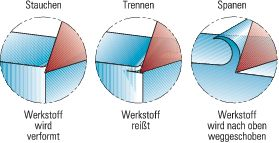 Stauchen
Trennen
Spanen
Werkstoff
wird
verformt
Werkstoff
reißt
Werkstoff
wird nach oben
weggeschoben